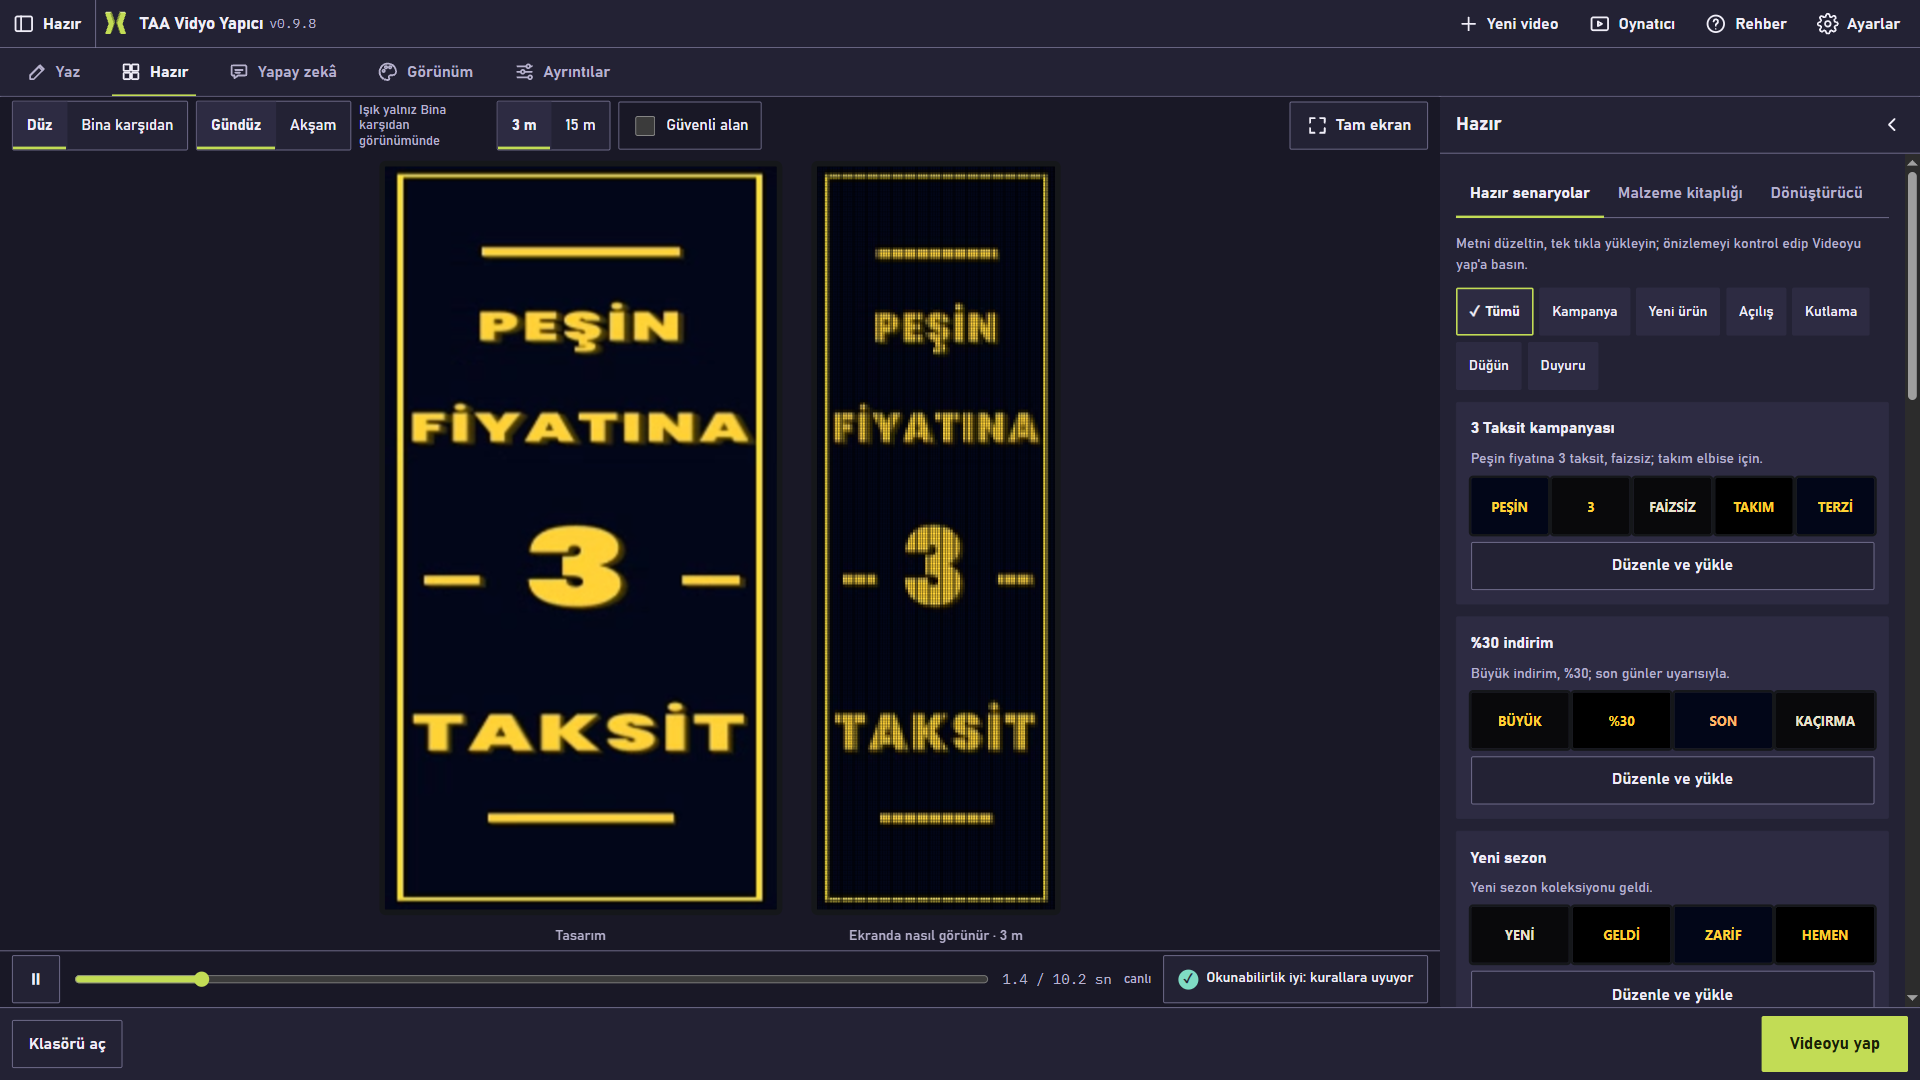 Hazır
TAA Vidyo Yapıcı v0.9.8
Yeni video
Oynatıcı
Rehber
Ayarlar
Yaz
Hazır
Yapay zekâ
Görünüm
Ayrıntılar
Düz
Bina karşıdan
Gündüz
Akşam
Işık yalnız Bina
karşıdan
görünümünde
3 m
15 m
Güvenli alan
Tam ekran
PEŞİN
FİYATINA
3
TAKSİT
Tasarım
PEŞİN
FİYATINA
3
TAKSİT
Ekranda nasıl görünür · 3 m
1.4 / 10.2 sn
canlı
Okunabilirlik iyi: kurallara uyuyor
Klasörü aç
Hazır
Hazır senaryolar
Malzeme kitaplığı
Dönüştürücü
Metni düzeltin, tek tıkla yükleyin; önizlemeyi kontrol edip Videoyu
yap'a basın.
✓ Tümü
Kampanya
Yeni ürün
Açılış
Kutlama
Düğün
Duyuru
3 Taksit kampanyası
Peşin fiyatına 3 taksit, faizsiz; takım elbise için.
PEŞİN
3
FAİZSİZ
TAKIM
TERZİ
Düzenle ve yükle
%30 indirim
Büyük indirim, %30; son günler uyarısıyla.
BÜYÜK
%30
SON
KAÇIRMA
Düzenle ve yükle
Yeni sezon
Yeni sezon koleksiyonu geldi.
YENİ
GELDİ
ZARİF
HEMEN
Düzenle ve yükle
Videoyu yap